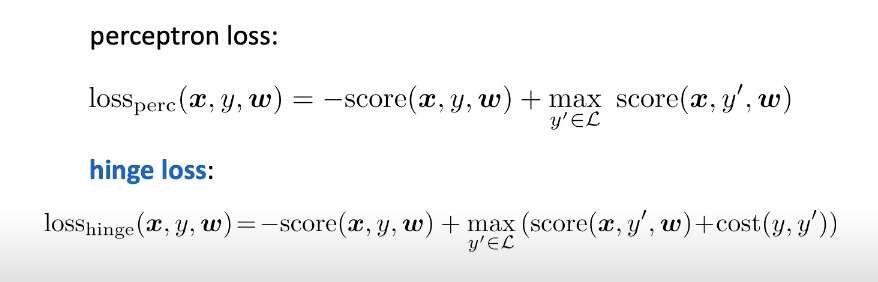 perceptron loss:
loss_perc(x, y, w) = −score(x, y, w) + max_{y′∈ℒ} score(x, y′, w)
hinge loss:
loss_hinge(x, y, w) = −score(x, y, w) + max_{y′∈ℒ} (score(x, y′, w)+cost(y, y′))